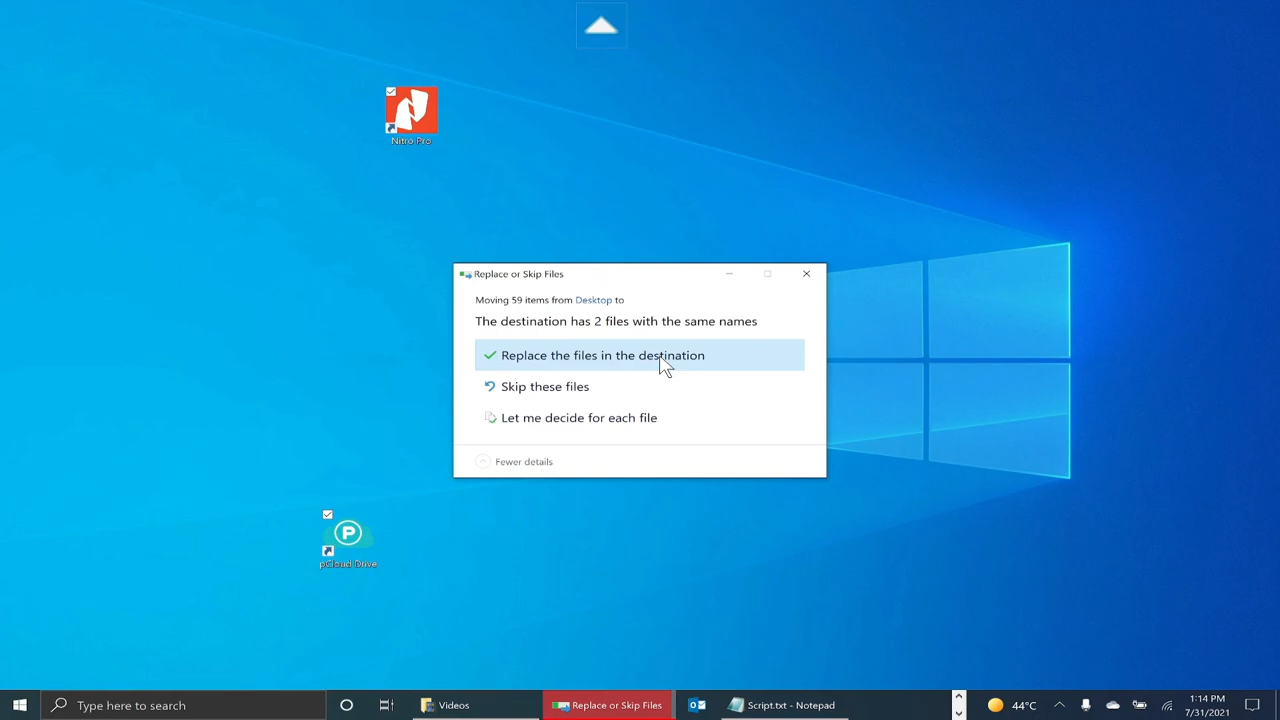 Nitro Pro
Replace or Skip Files
Moving 59 items from Desktop to
The destination has 2 files with the same names
Replace the files in the destination
Skip these files
Let me decide for each file
Fewer details
P
pCloud Drive
Type here to search
Videos
Replace or Skip Files
Script.txt - Notepad
44°C
1:14 PM
7/31/2021